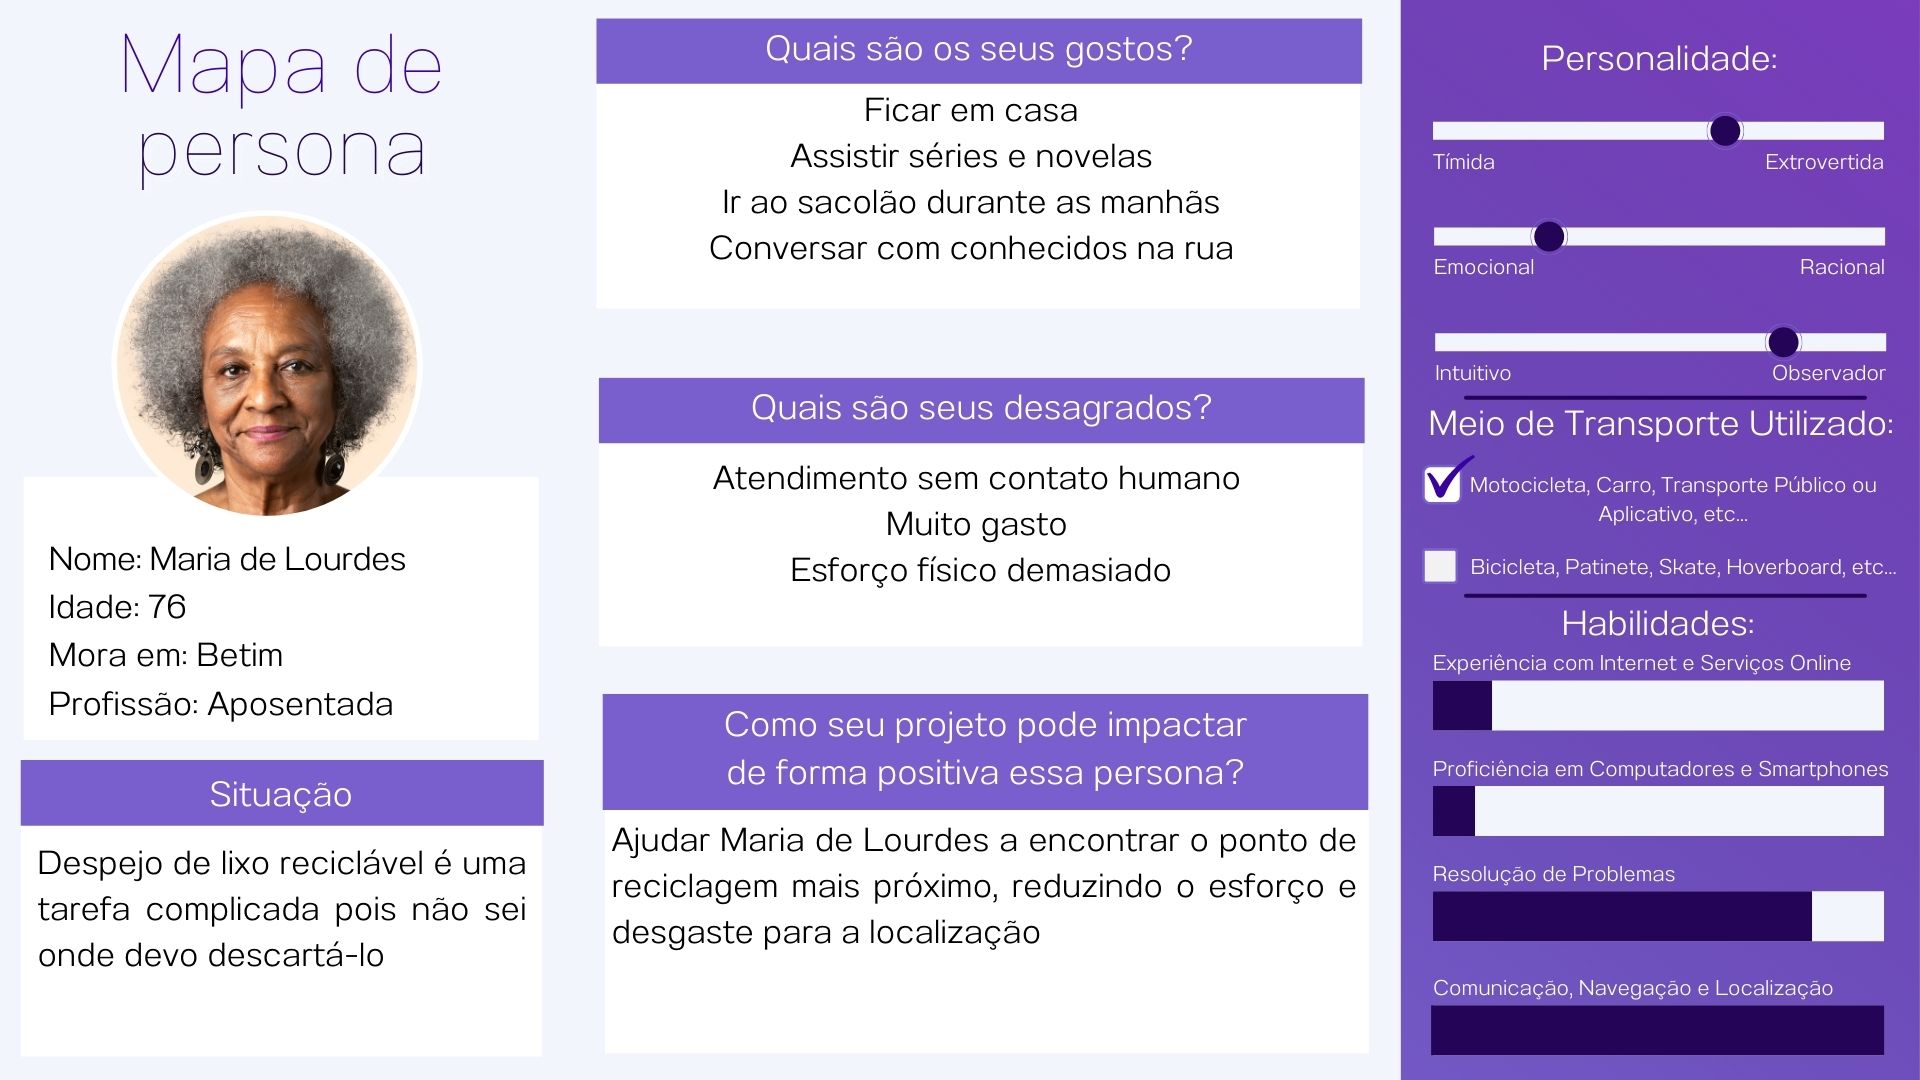 Mapa de
persona
Nome: Maria de Lourdes
Idade: 76
Mora em: Betim
Profissão: Aposentada
Situação
Despejo de lixo reciclável é uma
tarefa complicada pois não sei
onde devo descartá-lo
Quais são os seus gostos?
Ficar em casa
Assistir séries e novelas
Ir ao sacolão durante as manhãs
Conversar com conhecidos na rua
Quais são seus desagrados?
Atendimento sem contato humano
Muito gasto
Esforço físico demasiado
Como seu projeto pode impactar
de forma positiva essa persona?
Ajudar Maria de Lourdes a encontrar o ponto de
reciclagem mais próximo, reduzindo o esforço e
desgaste para a localização
Personalidade:
Tímida Extrovertida
Emocional Racional
Intuitivo Observador
Meio de Transporte Utilizado:
Motocicleta, Carro, Transporte Público ou
Aplicativo, etc...
Bicicleta, Patinete, Skate, Hoverboard, etc...
Habilidades:
Experiência com Internet e Serviços Online
Proficiência em Computadores e Smartphones
Resolução de Problemas
Comunicação, Navegação e Localização